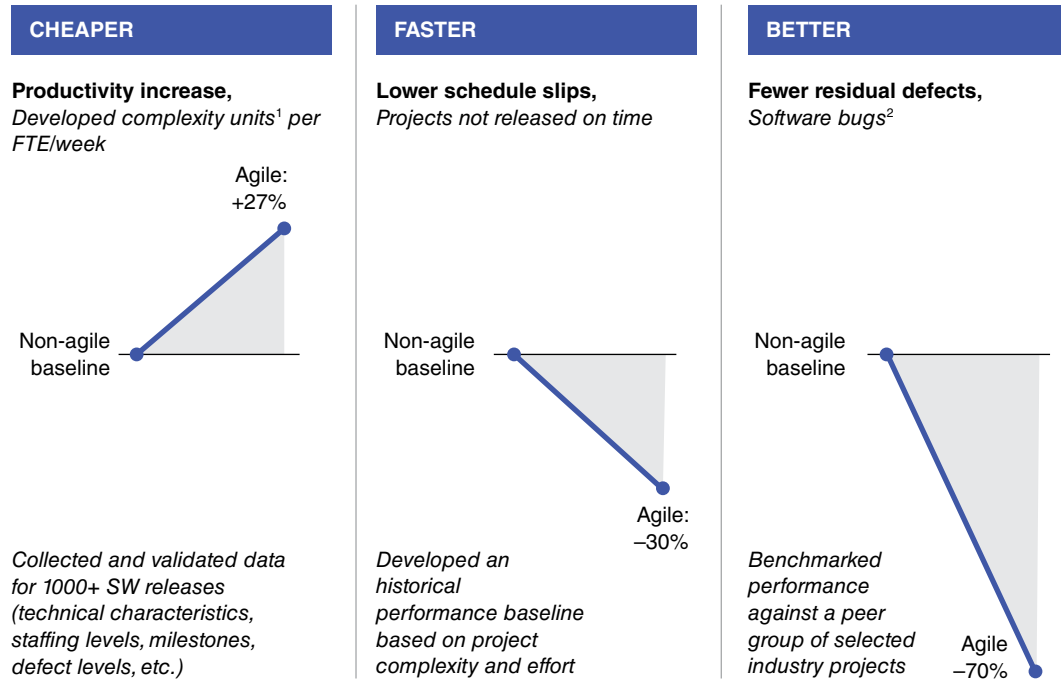 CHEAPER
Productivity increase,
Developed complexity units¹ per
FTE/week
Agile:
+27%
Non-agile
baseline
Collected and validated data
for 1000+ SW releases
(technical characteristics,
staffing levels, milestones,
defect levels, etc.)
FASTER
Lower schedule slips,
Projects not released on time
Non-agile
baseline
Agile:
–30%
Developed an
historical
performance baseline
based on project
complexity and effort
BETTER
Fewer residual defects,
Software bugs²
Non-agile
baseline
Benchmarked
performance
against a peer
group of selected
industry projects
Agile
–70%